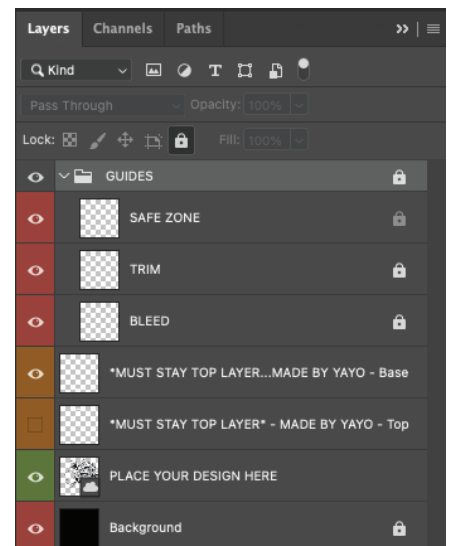 Layers Channels Paths
Kind
Pass Through Opacity: 100%
Lock: Fill: 100%
GUIDES
SAFE ZONE
TRIM
BLEED
*MUST STAY TOP LAYER...MADE BY YAYO - Base
*MUST STAY TOP LAYER* - MADE BY YAYO - Top
PLACE YOUR DESIGN HERE
Background